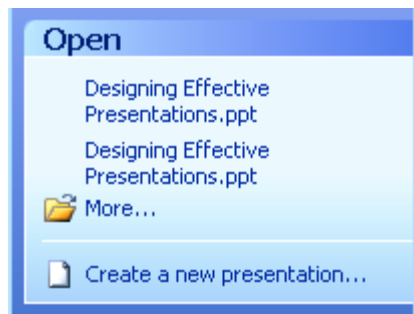 Open
Designing Effective
Presentations.ppt
Designing Effective
Presentations.ppt
More...
Create a new presentation...